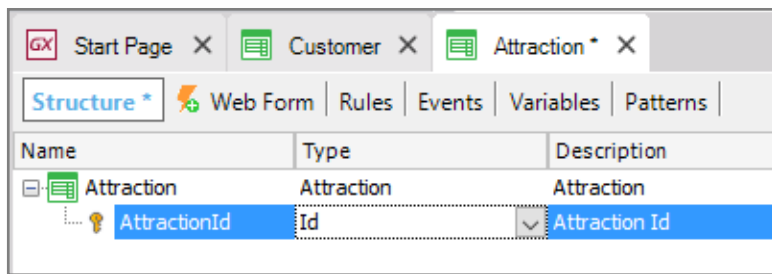 GX Start Page Customer Attraction *
Structure * Web Form Rules Events Variables Patterns
Name Type Description
Attraction Attraction Attraction
AttractionId Id Attraction Id